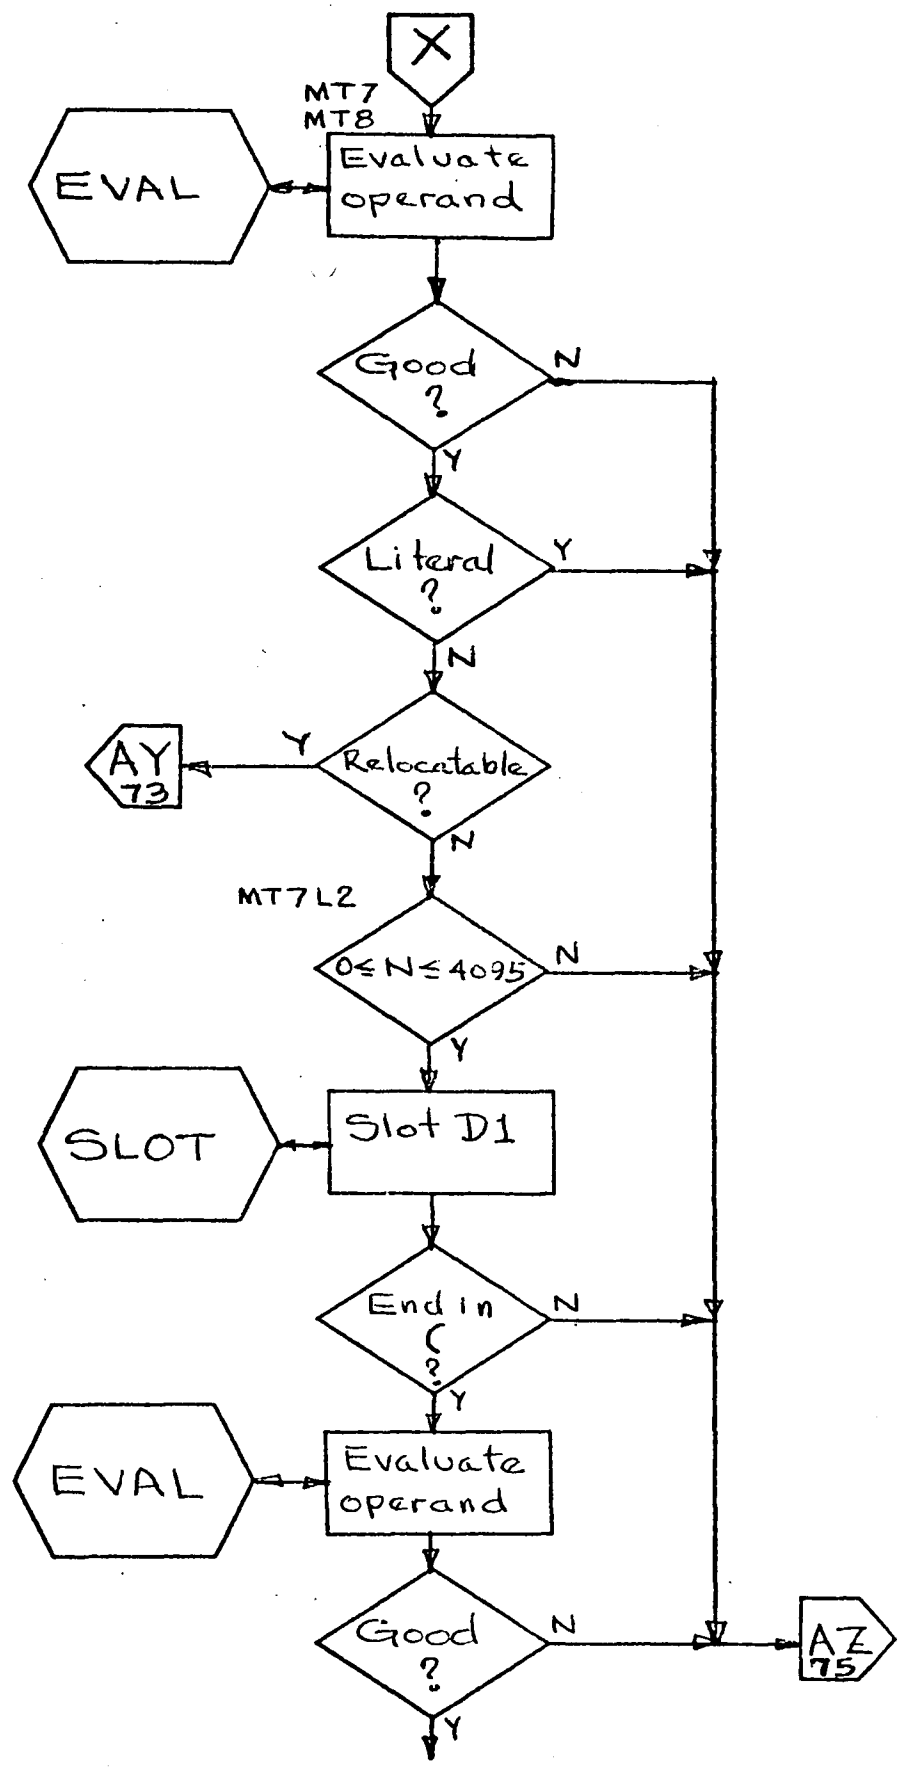 X
MT7
MT8
EVAL
Evaluate
operand
Good
?
N
Y
Literal
?
Y
N
AY
73
Y
Relocatable
?
N
MT7L2
0≤N≤4095
N
Y
SLOT
Slot D1
End in
(
?
N
Y
EVAL
Evaluate
operand
Good
?
N
AZ
75
Y